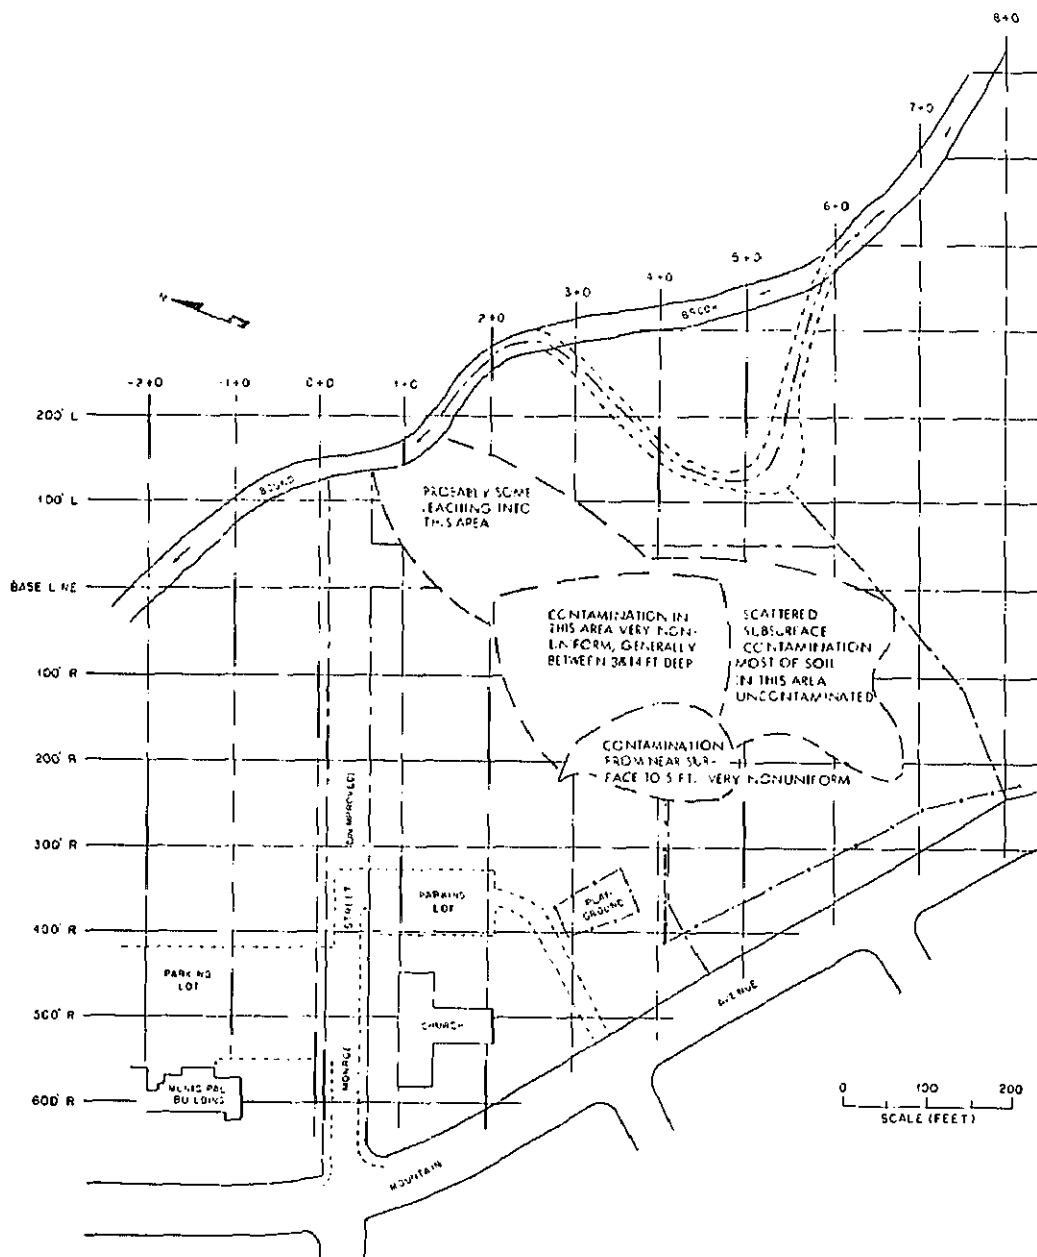 8+0
7+0
6+0
5+0
4+0
3+0
2+0
N
-2+0
-1+0
0+0
1+0
BROOK
200' L
BOUND
100' L
PROBABLY SOME
LEACHING INTO
THIS AREA
BASE LINE
CONTAMINATION IN
THIS AREA VERY NON-
UNIFORM, GENERALLY
BETWEEN 3&14 FT DEEP
SCATTERED
SUBSURFACE
CONTAMINATION
MOST OF SOIL
IN THIS AREA
UNCONTAMINATED
100' R
200' R
CONTAMINATION
FROM NEAR SUR-
FACE TO 5 FT. VERY NONUNIFORM
(UNIMPROVED)
300' R
STREET
PARKING
LOT
PLAY-
GROUND
400' R
PARKING
LOT
AVENUE
500' R
CHURCH
MONROE
MUNICIPAL
BUILDING
600' R
0 100 200
SCALE (FEET)
MOUNTAIN